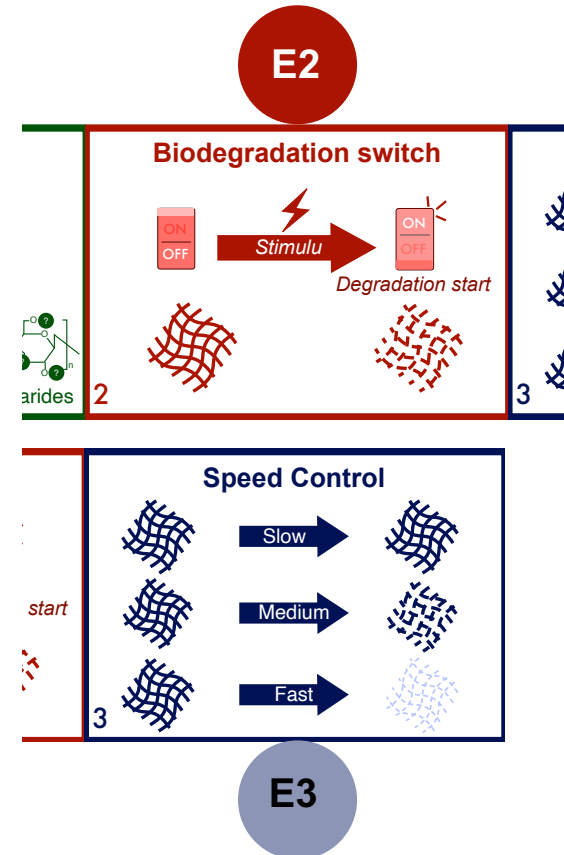 E2
Biodegradation switch
ON
OFF
Stimulu
ON
OFF
Degradation start
O
?
O
O
O
?
n
arides
2
3
Speed Control
Slow
start
Medium
3
Fast
E3